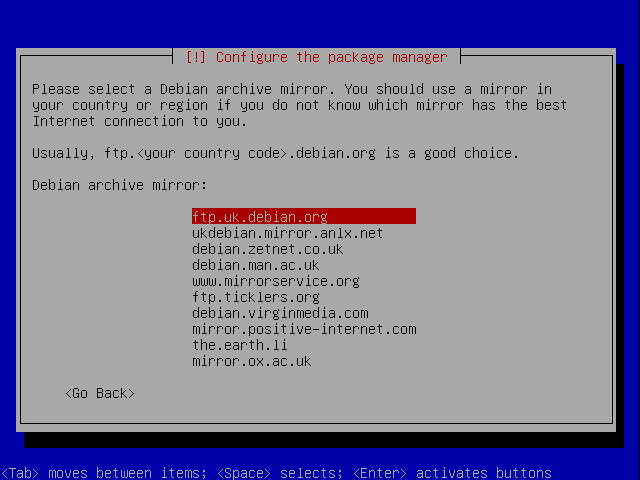 [!] Configure the package manager
Please select a Debian archive mirror. You should use a mirror in
your country or region if you do not know which mirror has the best
Internet connection to you.
Usually, ftp.<your country code>.debian.org is a good choice.
Debian archive mirror:
ftp.uk.debian.org
ukdebian.mirror.anlx.net
debian.zetnet.co.uk
debian.man.ac.uk
www.mirrorservice.org
ftp.ticklers.org
debian.virginmedia.com
mirror.positive-internet.com
the.earth.li
mirror.ox.ac.uk
<Go Back>
<Tab> moves between items; <Space> selects; <Enter> activates buttons